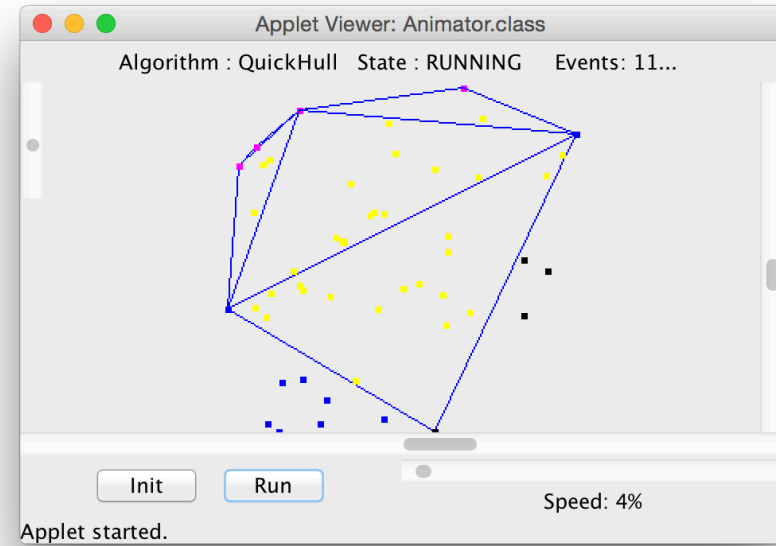 Applet Viewer: Animator.class
Algorithm : QuickHull State : RUNNING Events: 11...
Init Run
Speed: 4%
Applet started.